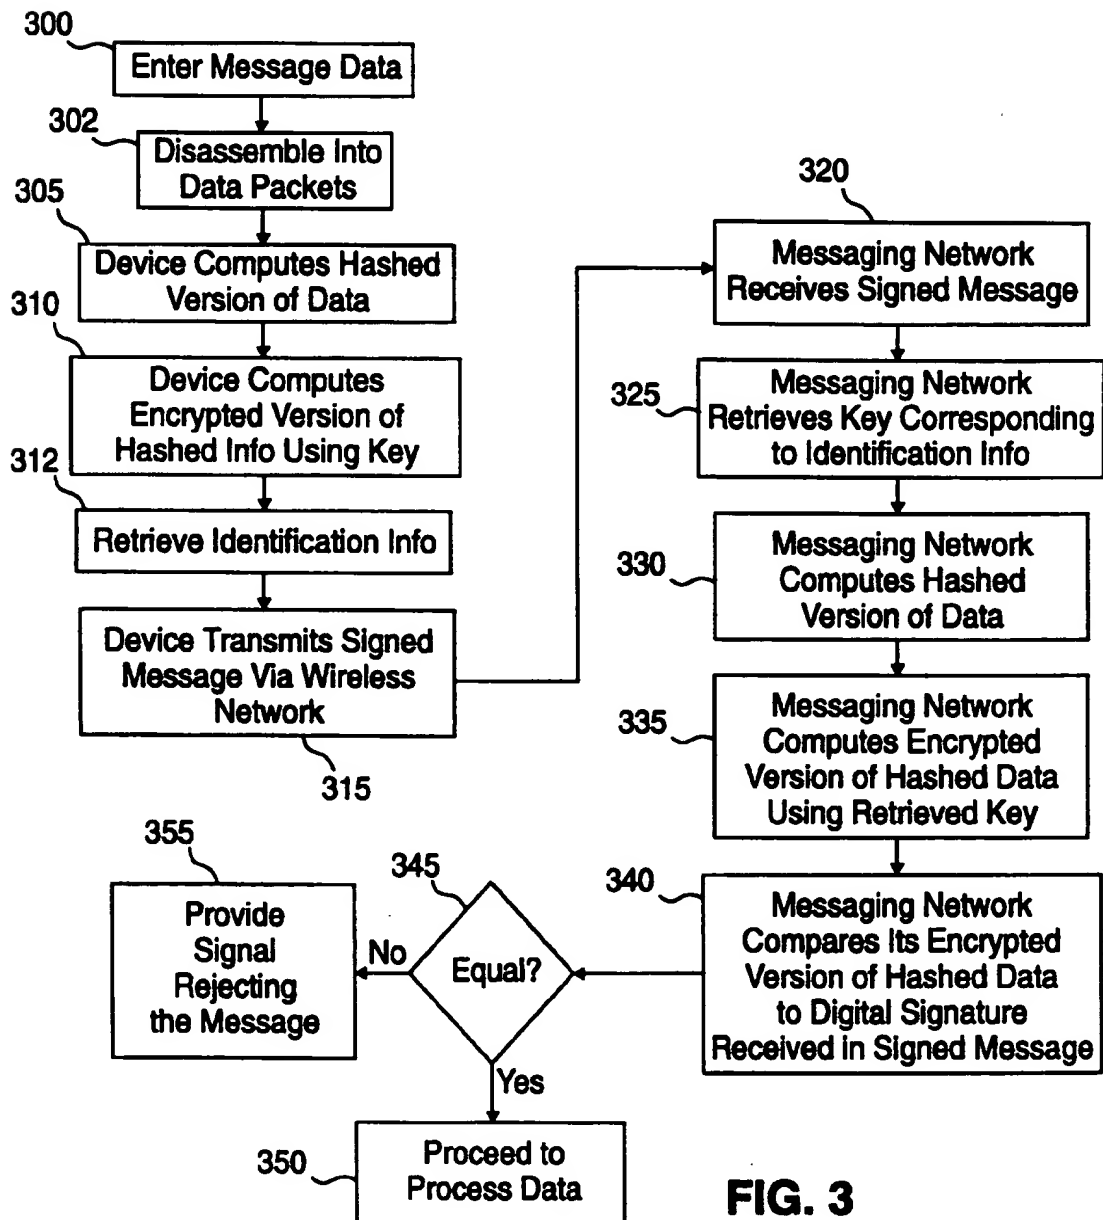 300
Enter Message Data
302
Disassemble Into
Data Packets
305
Device Computes Hashed
Version of Data
310
Device Computes
Encrypted Version of
Hashed Info Using Key
312
Retrieve Identification Info
Device Transmits Signed
Message Via Wireless
Network
315
320
Messaging Network
Receives Signed Message
325
Messaging Network
Retrieves Key Corresponding
to Identification Info
330
Messaging Network
Computes Hashed
Version of Data
335
Messaging Network
Computes Encrypted
Version of Hashed Data
Using Retrieved Key
340
Messaging Network
Compares Its Encrypted
Version of Hashed Data
to Digital Signature
Received in Signed Message
345
Equal?
No
355
Provide
Signal
Rejecting
the Message
Yes
350
Proceed to
Process Data
FIG. 3